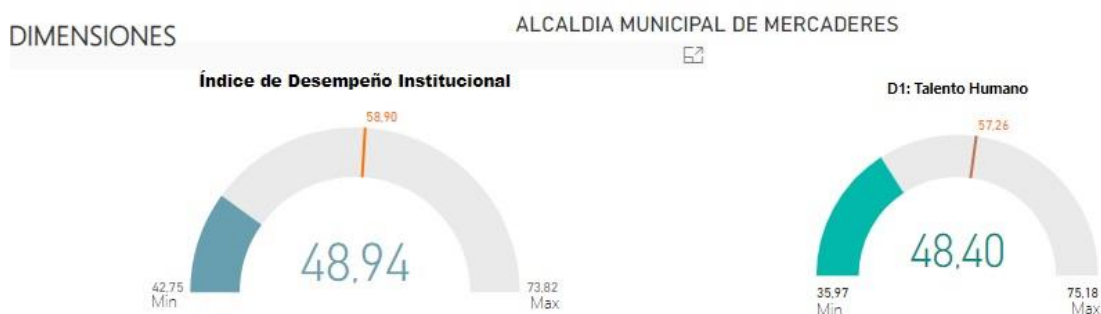 DIMENSIONES
ALCALDIA MUNICIPAL DE MERCADERES
Índice de Desempeño Institucional
58,90
48,94
42,75
Min
73,82
Max
D1: Talento Humano
57,26
48,40
35,97
Min
75,18
Max